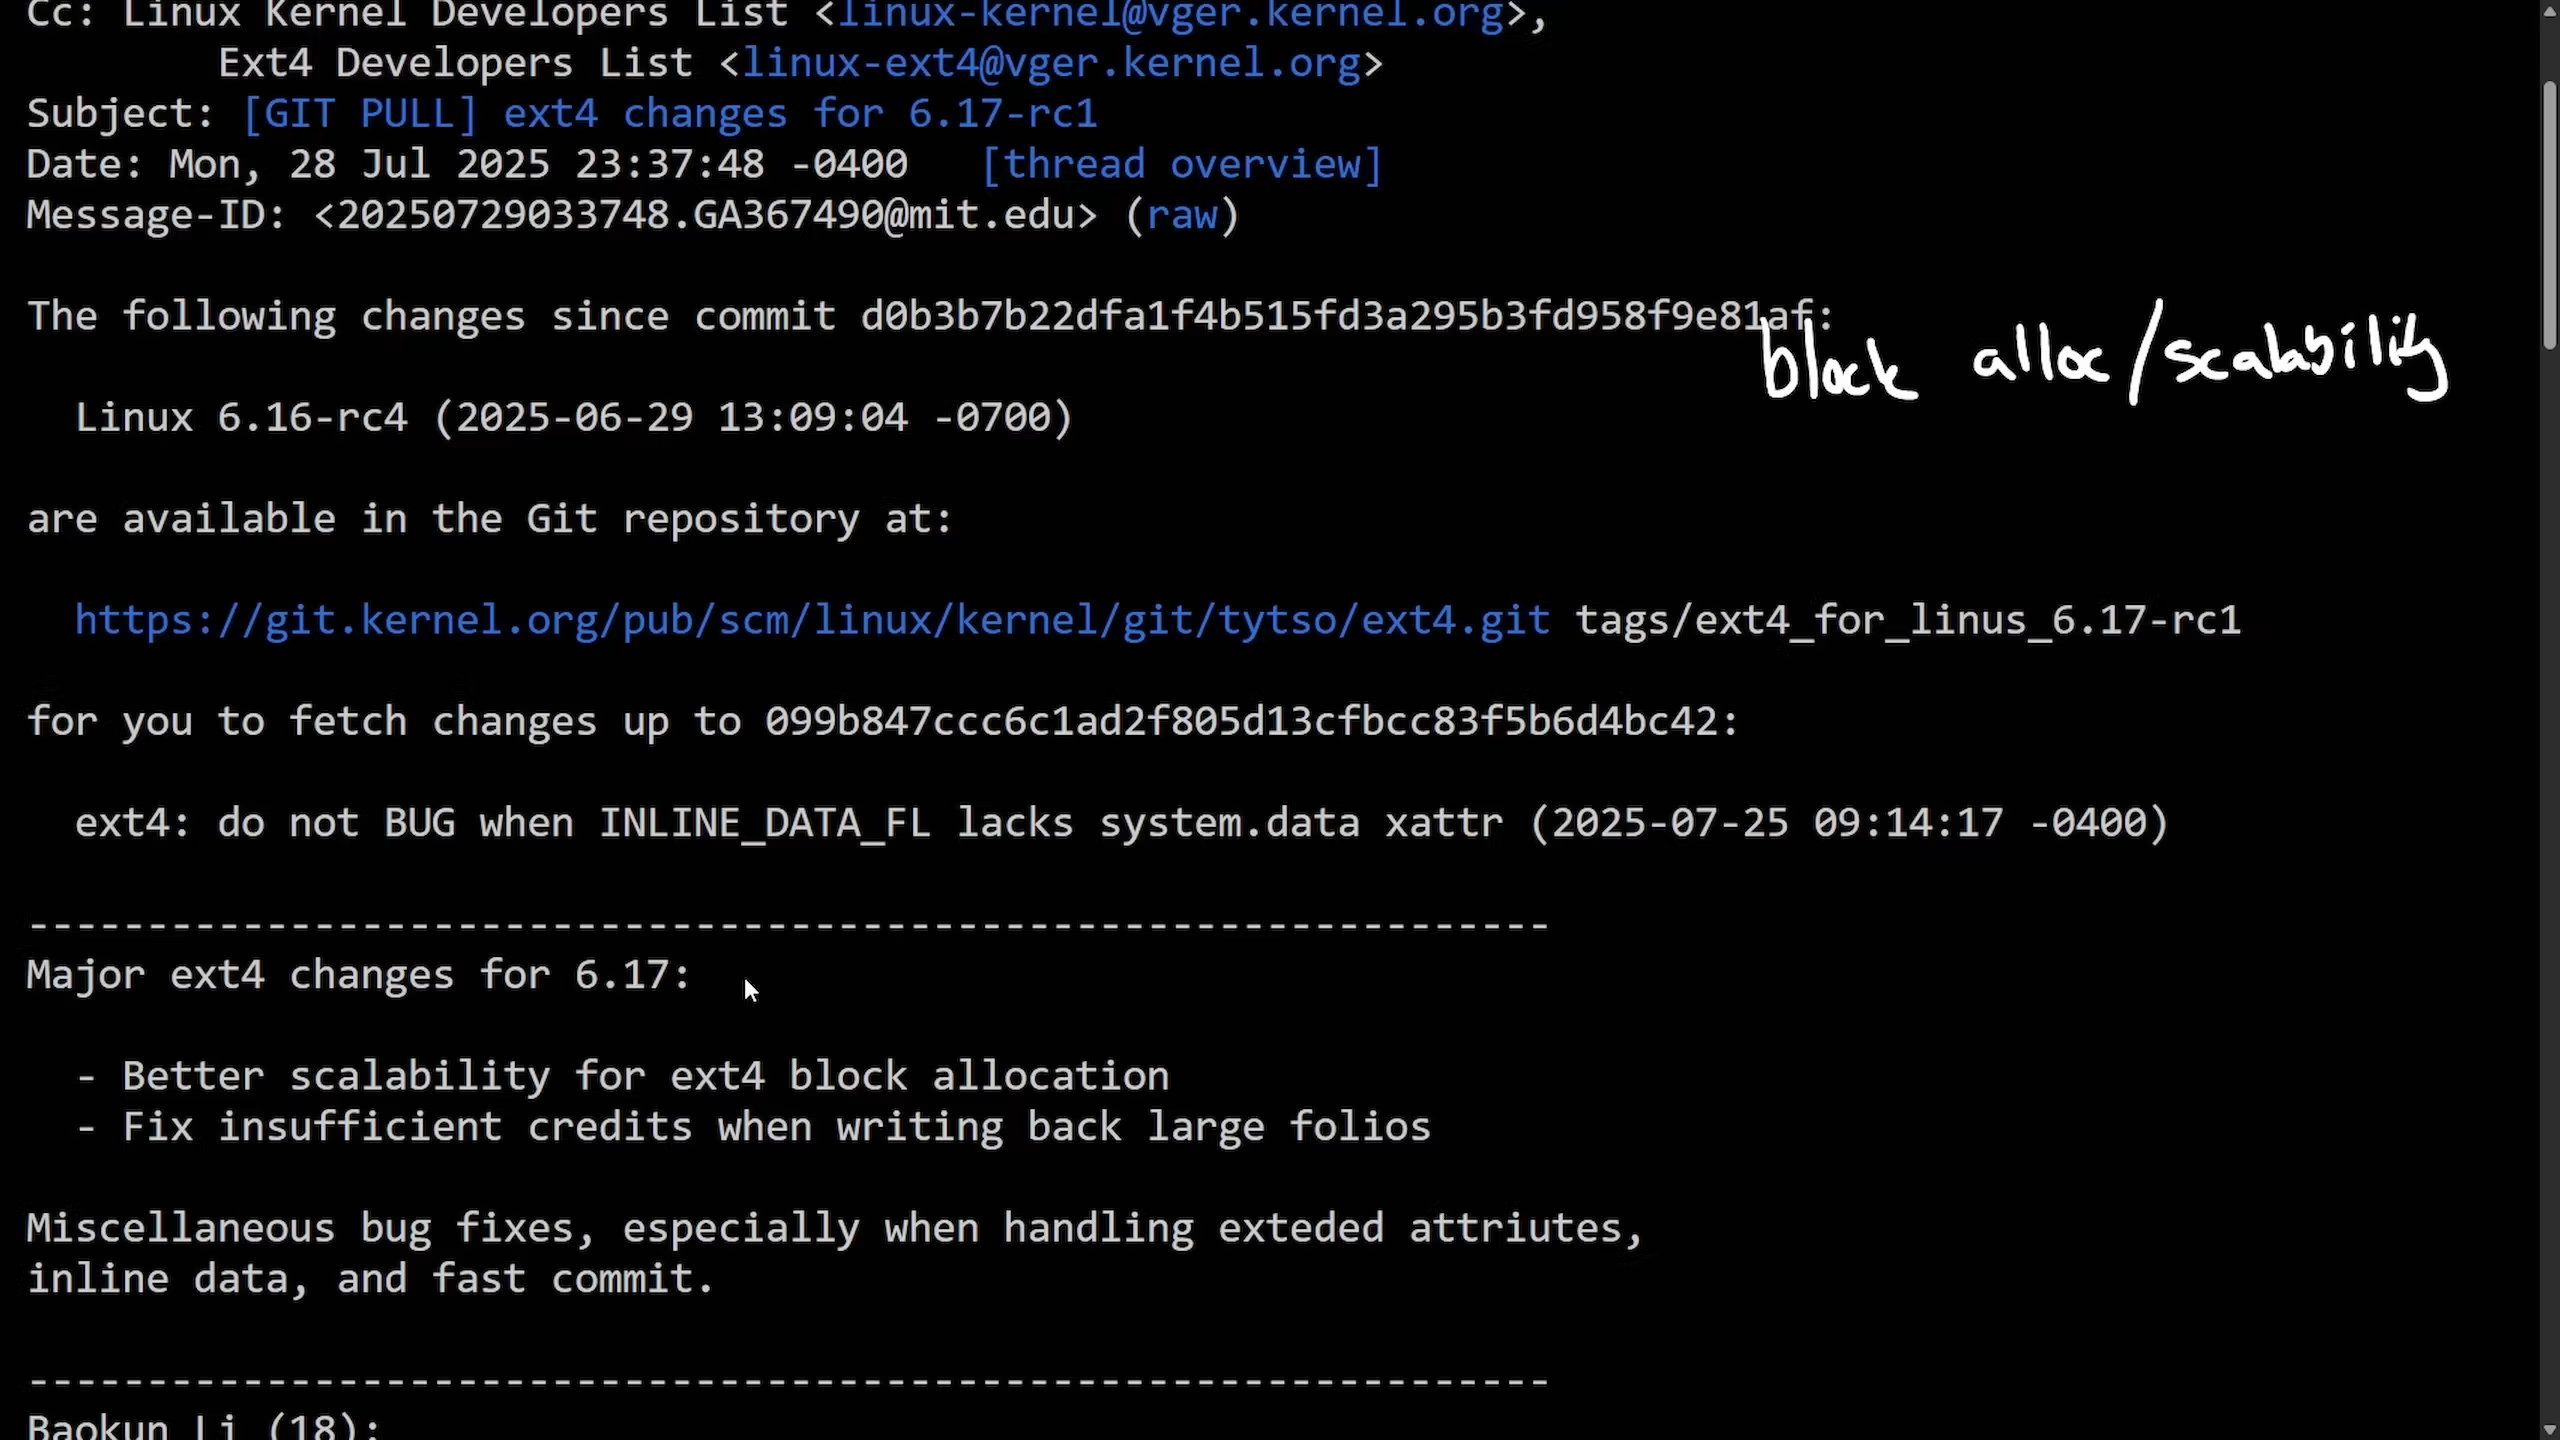 Cc: Linux Kernel Developers List <linux-kernel@vger.kernel.org>,
Ext4 Developers List <linux-ext4@vger.kernel.org>
Subject: [GIT PULL] ext4 changes for 6.17-rc1
Date: Mon, 28 Jul 2025 23:37:48 -0400 [thread overview]
Message-ID: <20250729033748.GA367490@mit.edu> (raw)
The following changes since commit d0b3b7b22dfa1f4b515fd3a295b3fd958f9e81af:
block alloc/scalability
Linux 6.16-rc4 (2025-06-29 13:09:04 -0700)
are available in the Git repository at:
https://git.kernel.org/pub/scm/linux/kernel/git/tytso/ext4.git tags/ext4_for_linus_6.17-rc1
for you to fetch changes up to 099b847ccc6c1ad2f805d13cfbcc83f5b6d4bc42:
ext4: do not BUG when INLINE_DATA_FL lacks system.data xattr (2025-07-25 09:14:17 -0400)
----------------------------------------------------------------
Major ext4 changes for 6.17:
- Better scalability for ext4 block allocation
- Fix insufficient credits when writing back large folios
Miscellaneous bug fixes, especially when handling exteded attriutes,
inline data, and fast commit.
----------------------------------------------------------------
Baokun Li (18):